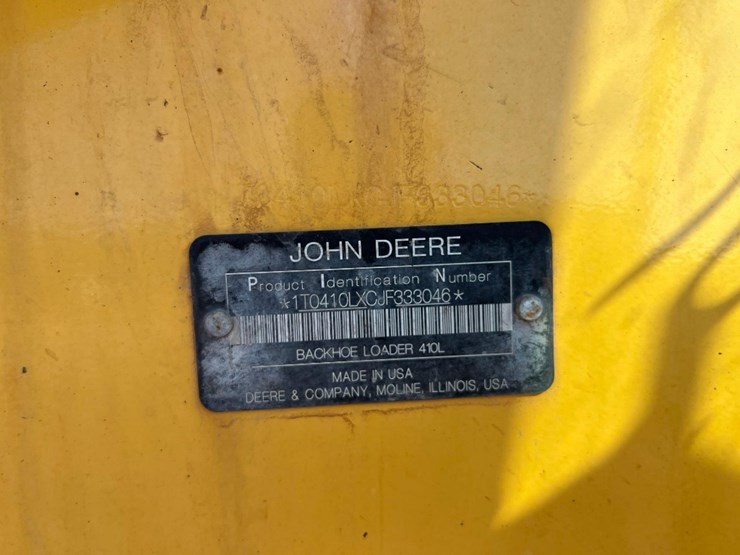 JOHN DEERE
Product Identification Number
*1T0410LXCJF333046*
BACKHOE LOADER 410L
MADE IN USA
DEERE & COMPANY, MOLINE, ILLINOIS, USA